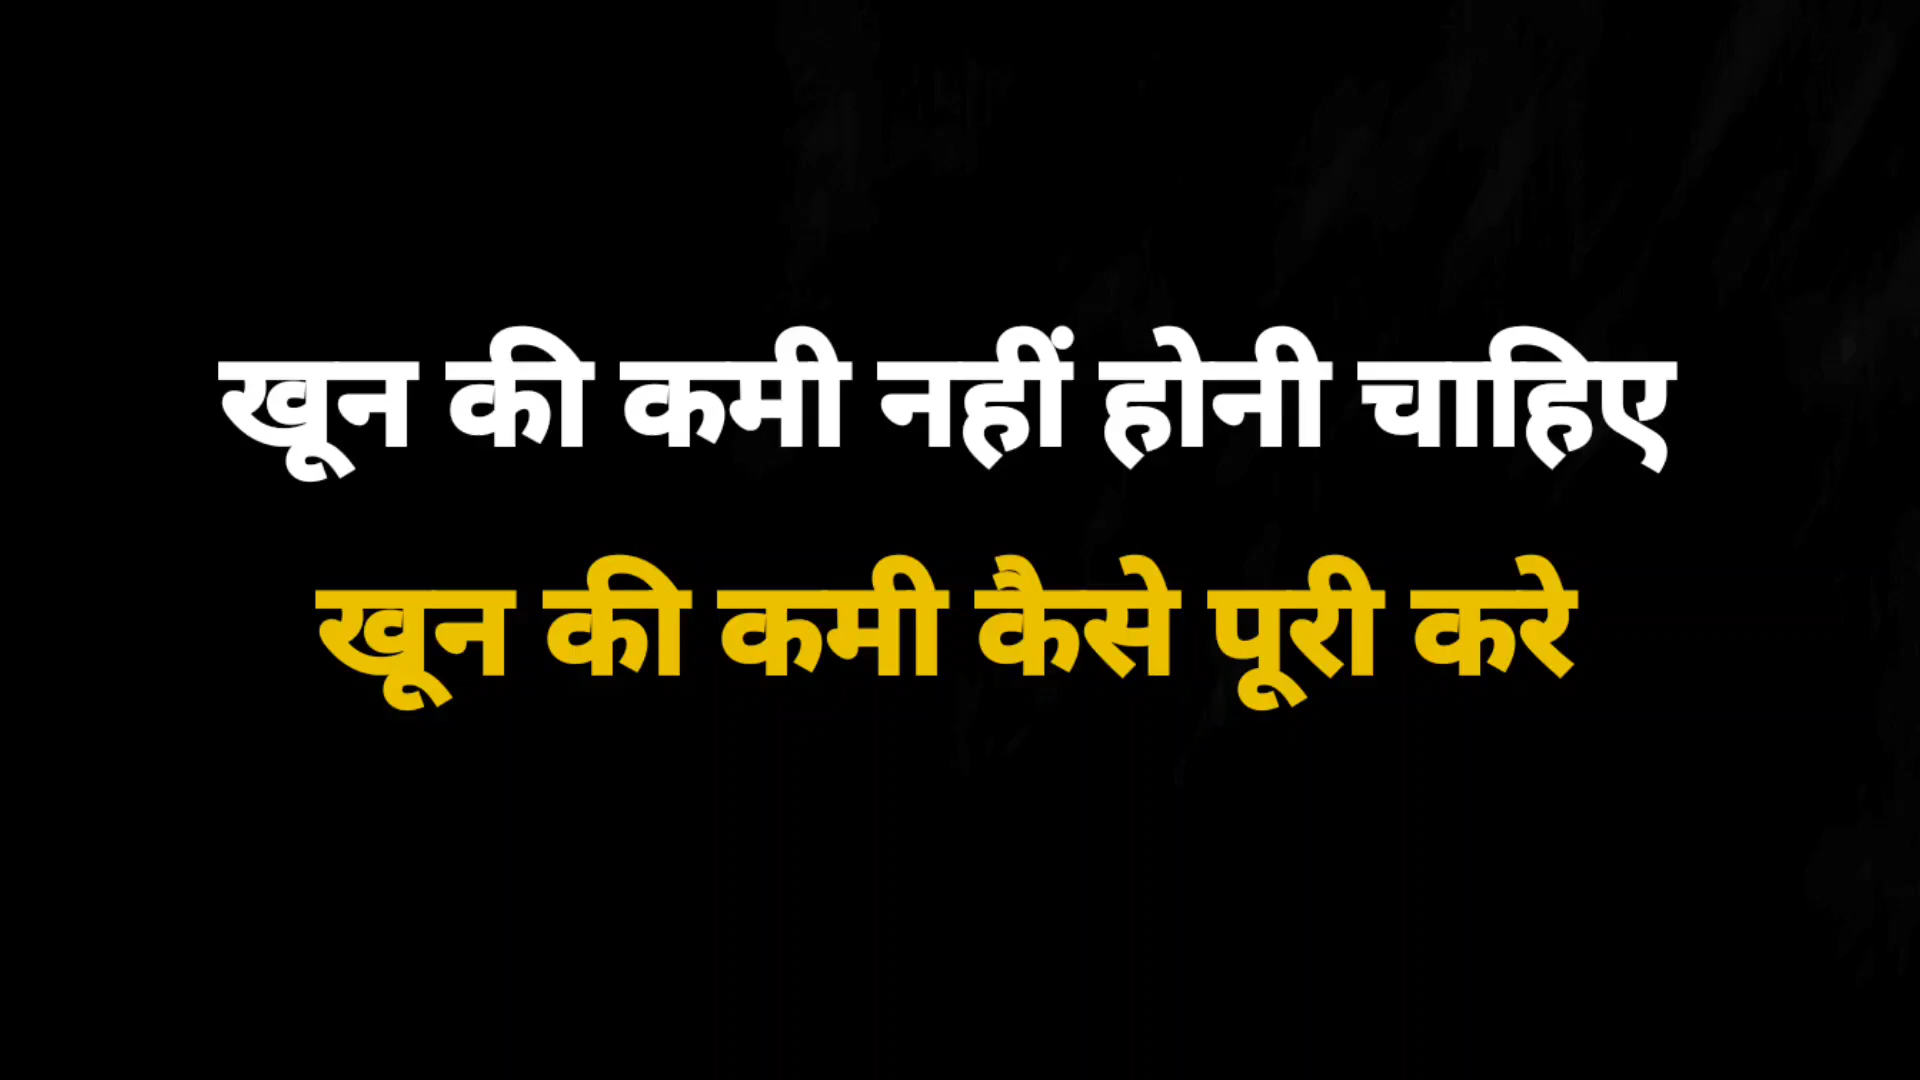 खून की कमी नहीं होनी चाहिए
खून की कमी कैसे पूरी करे